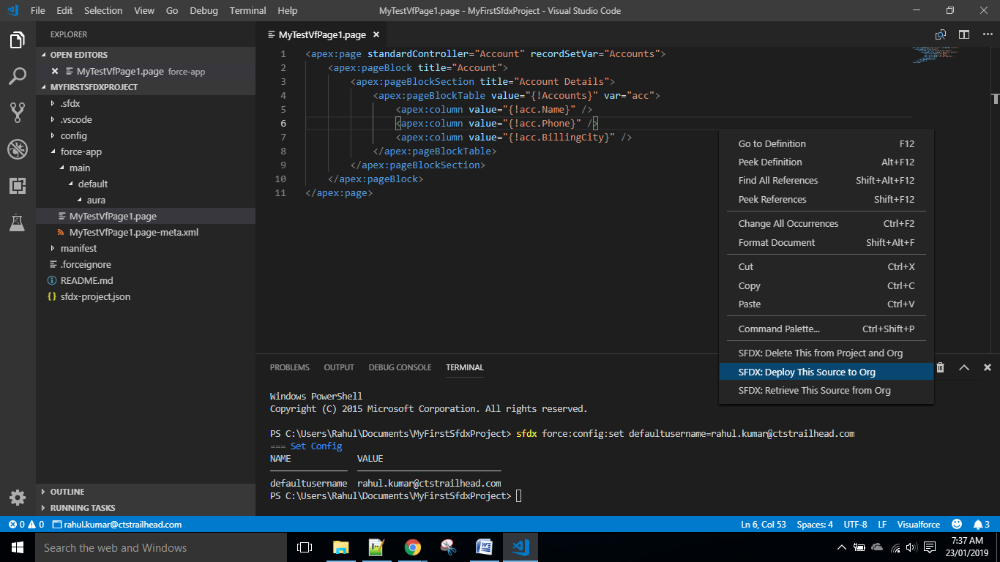 File Edit Selection View Go Debug Terminal Help MyTestVfPage1.page - MyFirstSfdxProject - Visual Studio Code
EXPLORER
OPEN EDITORS
MyTestVfPage1.page force-app
MYFIRSTSFDXPROJECT
.sfdx
.vscode
config
force-app
main
default
aura
MyTestVfPage1.page
MyTestVfPage1.page-meta.xml
manifest
.forceignore
README.md
{} sfdx-project.json
OUTLINE
RUNNING TASKS
MyTestVfPage1.page
1 <apex:page standardController="Account" recordSetVar="Accounts">
2 <apex:pageBlock title="Account">
3 <apex:pageBlockSection title="Account Details">
4 <apex:pageBlockTable value="{!Accounts}" var="acc">
5 <apex:column value="{!acc.Name}" />
6 <apex:column value="{!acc.Phone}" />
7 <apex:column value="{!acc.BillingCity}" />
8 </apex:pageBlockTable>
9 </apex:pageBlockSection>
10 </apex:pageBlock>
11 </apex:page>
Go to Definition F12
Peek Definition Alt+F12
Find All References Shift+Alt+F12
Peek References Shift+F12
Change All Occurrences Ctrl+F2
Format Document Shift+Alt+F
Cut Ctrl+X
Copy Ctrl+C
Paste Ctrl+V
Command Palette... Ctrl+Shift+P
SFDX: Delete This from Project and Org
SFDX: Deploy This Source to Org
SFDX: Retrieve This Source from Org
PROBLEMS OUTPUT DEBUG CONSOLE TERMINAL
Windows PowerShell
Copyright (C) 2015 Microsoft Corporation. All rights reserved.
PS C:\Users\Rahul\Documents\MyFirstSfdxProject> sfdx force:config:set defaultusername=rahul.kumar@ctstrailhead.com
=== Set Config
NAME VALUE
defaultusername rahul.kumar@ctstrailhead.com
PS C:\Users\Rahul\Documents\MyFirstSfdxProject>
0 0 rahul.kumar@ctstrailhead.com Ln 6, Col 53 Spaces: 4 UTF-8 LF Visualforce 3
Search the web and Windows
7:37 AM
23/01/2019